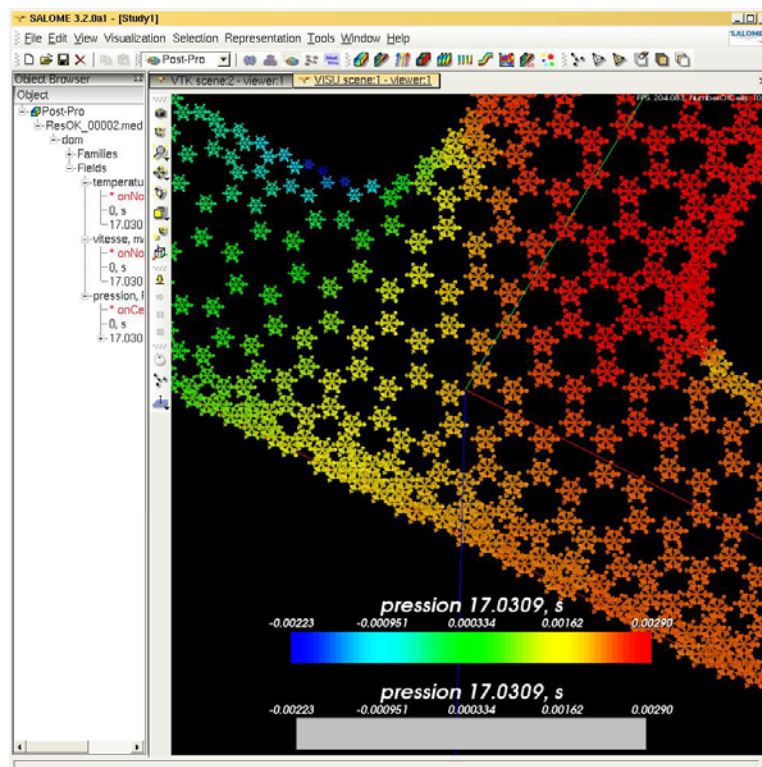 SALOME 3.2.0a1 - [Study1]
File Edit View Visualization Selection Representation Tools Window Help
SALOME
Post-Pro
Object Browser
VTK scene:2 - viewer:1
VISU scene:1 - viewer:1
Object
Post-Pro
ResOK_00002.med
dom
Families
Fields
temperatu
* onNo
0, s
17.030
vitesse, m
* onNo
0, s
17.030
pression,
* onCe
0, s
17.030
pression 17.0309, s
-0.00223 -0.000951 0.000334 0.00162 0.00290
pression 17.0309, s
-0.00223 -0.000951 0.000334 0.00162 0.00290